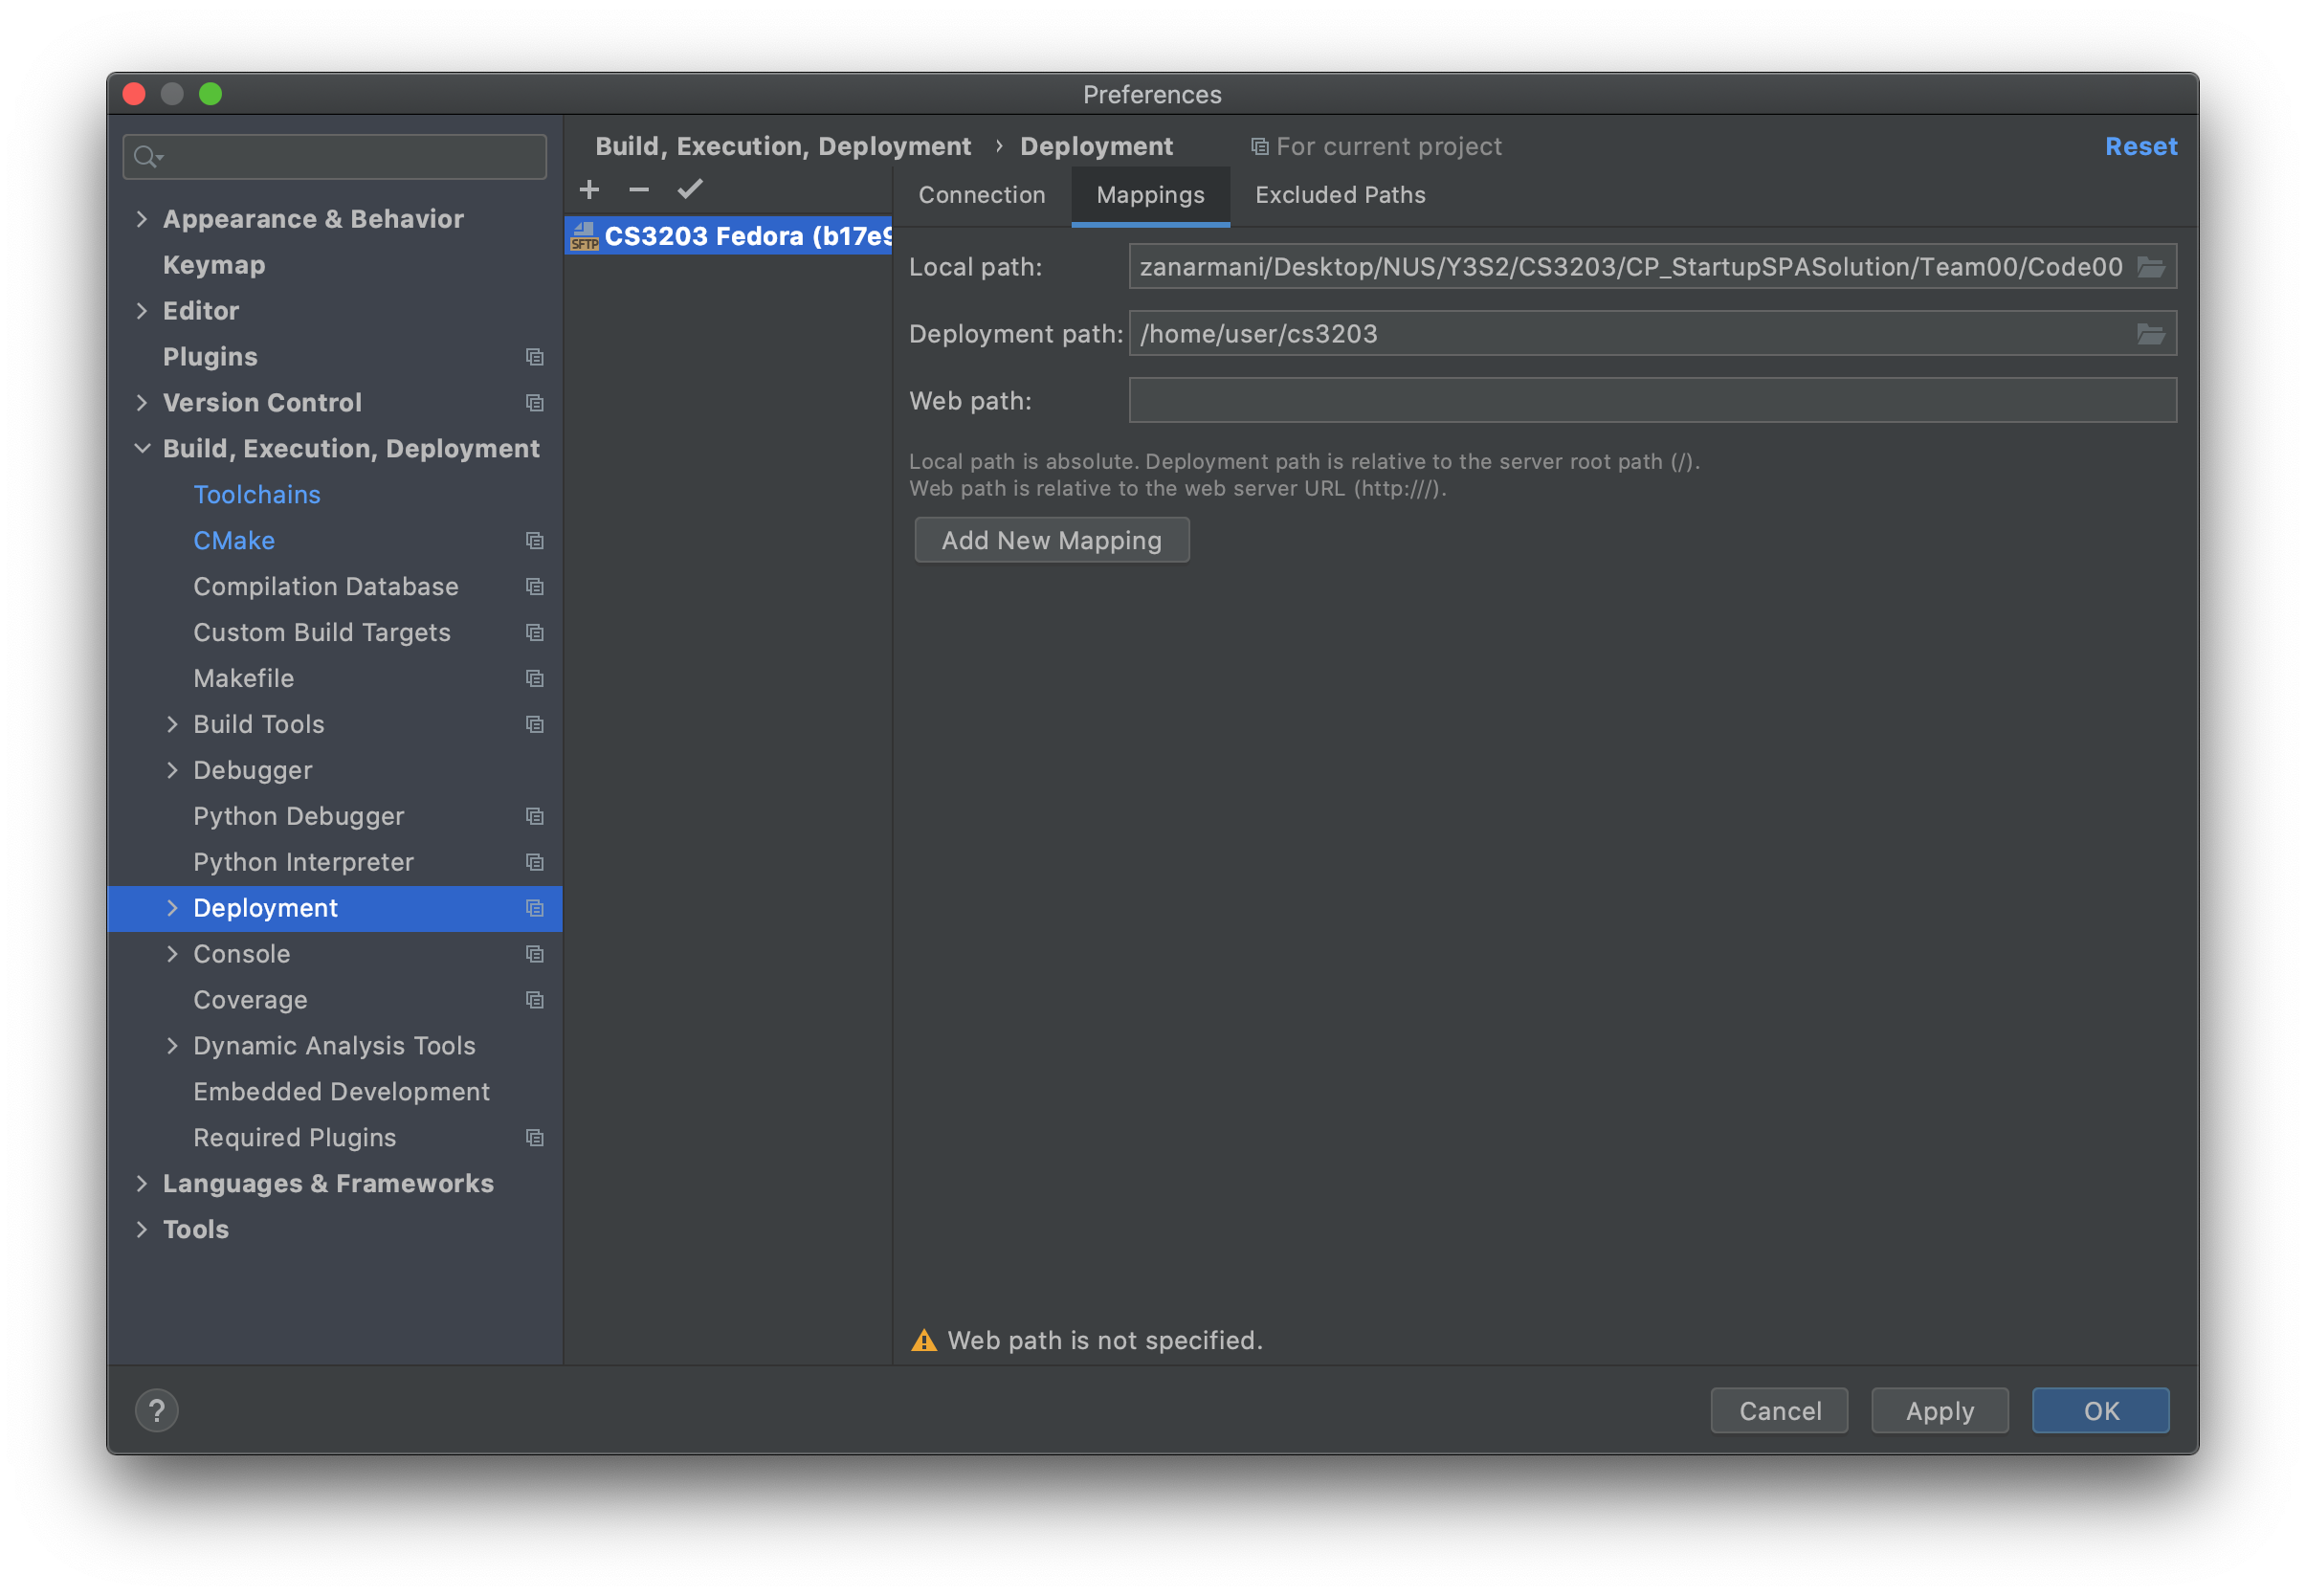 Preferences
Appearance & Behavior
Keymap
Editor
Plugins
Version Control
Build, Execution, Deployment
Toolchains
CMake
Compilation Database
Custom Build Targets
Makefile
Build Tools
Debugger
Python Debugger
Python Interpreter
Deployment
Console
Coverage
Dynamic Analysis Tools
Embedded Development
Required Plugins
Languages & Frameworks
Tools
Build, Execution, Deployment › Deployment
For current project
Reset
SFTP CS3203 Fedora (b17e9
Connection
Mappings
Excluded Paths
Local path: zanarmani/Desktop/NUS/Y3S2/CS3203/CP_StartupSPASolution/Team00/Code00
Deployment path: /home/user/cs3203
Web path:
Local path is absolute. Deployment path is relative to the server root path (/).
Web path is relative to the web server URL (http:///).
Add New Mapping
Web path is not specified.
?
Cancel
Apply
OK